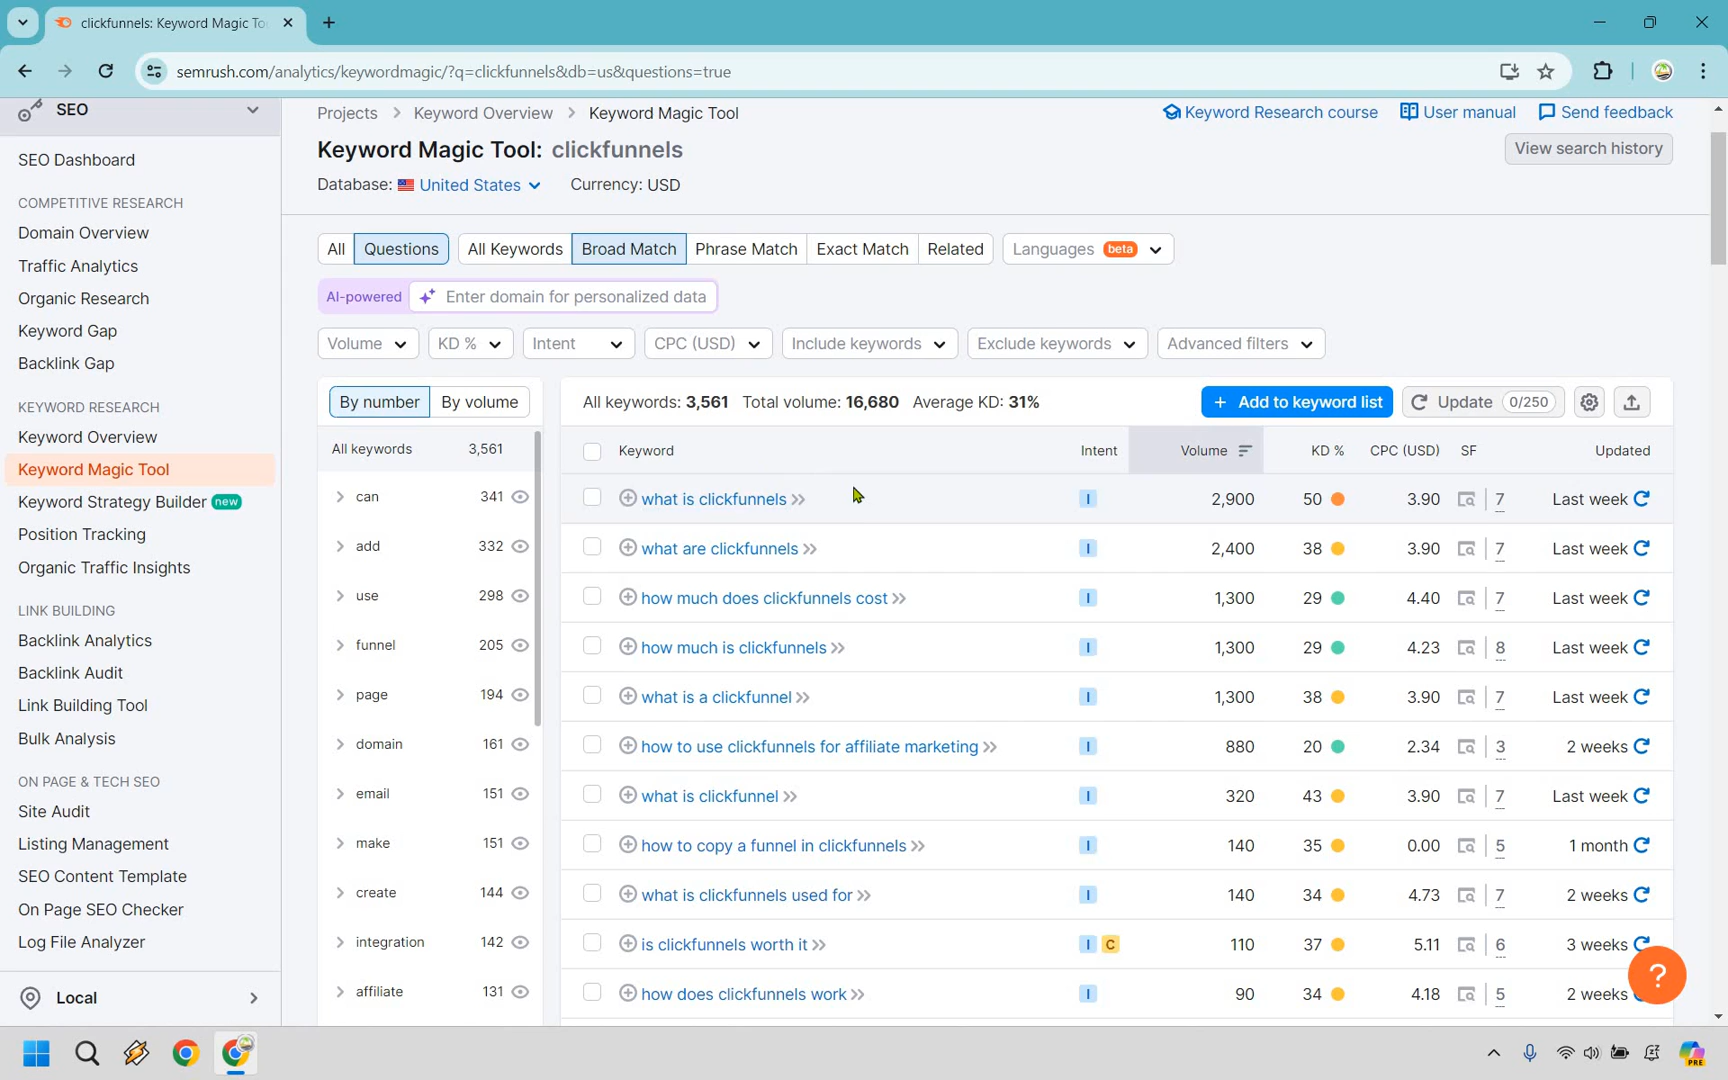 clickfunnels: Keyword Magic To
semrush.com/analytics/keywordmagic/?q=clickfunnels&db=us&questions=true
SEO
SEO Dashboard
COMPETITIVE RESEARCH
Domain Overview
Traffic Analytics
Organic Research
Keyword Gap
Backlink Gap
KEYWORD RESEARCH
Keyword Overview
Keyword Magic Tool
Keyword Strategy Builder new
Position Tracking
Organic Traffic Insights
LINK BUILDING
Backlink Analytics
Backlink Audit
Link Building Tool
Bulk Analysis
ON PAGE & TECH SEO
Site Audit
Listing Management
SEO Content Template
On Page SEO Checker
Log File Analyzer
Local
Projects > Keyword Overview > Keyword Magic Tool
Keyword Research course User manual Send feedback
Keyword Magic Tool: clickfunnels
View search history
Database: United States Currency: USD
All Questions All Keywords Broad Match Phrase Match Exact Match Related Languages beta
AI-powered Enter domain for personalized data
Volume KD % Intent CPC (USD) Include keywords Exclude keywords Advanced filters
By number By volume
All keywords 3,561
can 341
add 332
use 298
funnel 205
page 194
domain 161
email 151
make 151
create 144
integration 142
affiliate 131
All keywords: 3,561 Total volume: 16,680 Average KD: 31%
+ Add to keyword list Update 0/250
Keyword Intent Volume KD % CPC (USD) SF Updated
what is clickfunnels I 2,900 50 3.90 7 Last week
what are clickfunnels I 2,400 38 3.90 7 Last week
how much does clickfunnels cost I 1,300 29 4.40 7 Last week
how much is clickfunnels I 1,300 29 4.23 8 Last week
what is a clickfunnel I 1,300 38 3.90 7 Last week
how to use clickfunnels for affiliate marketing I 880 20 2.34 3 2 weeks
what is clickfunnel I 320 43 3.90 7 Last week
how to copy a funnel in clickfunnels I 140 35 0.00 5 1 month
what is clickfunnels used for I 140 34 4.73 7 2 weeks
is clickfunnels worth it I C 110 37 5.11 6 3 weeks
how does clickfunnels work I 90 34 4.18 5 2 weeks
?
PRE